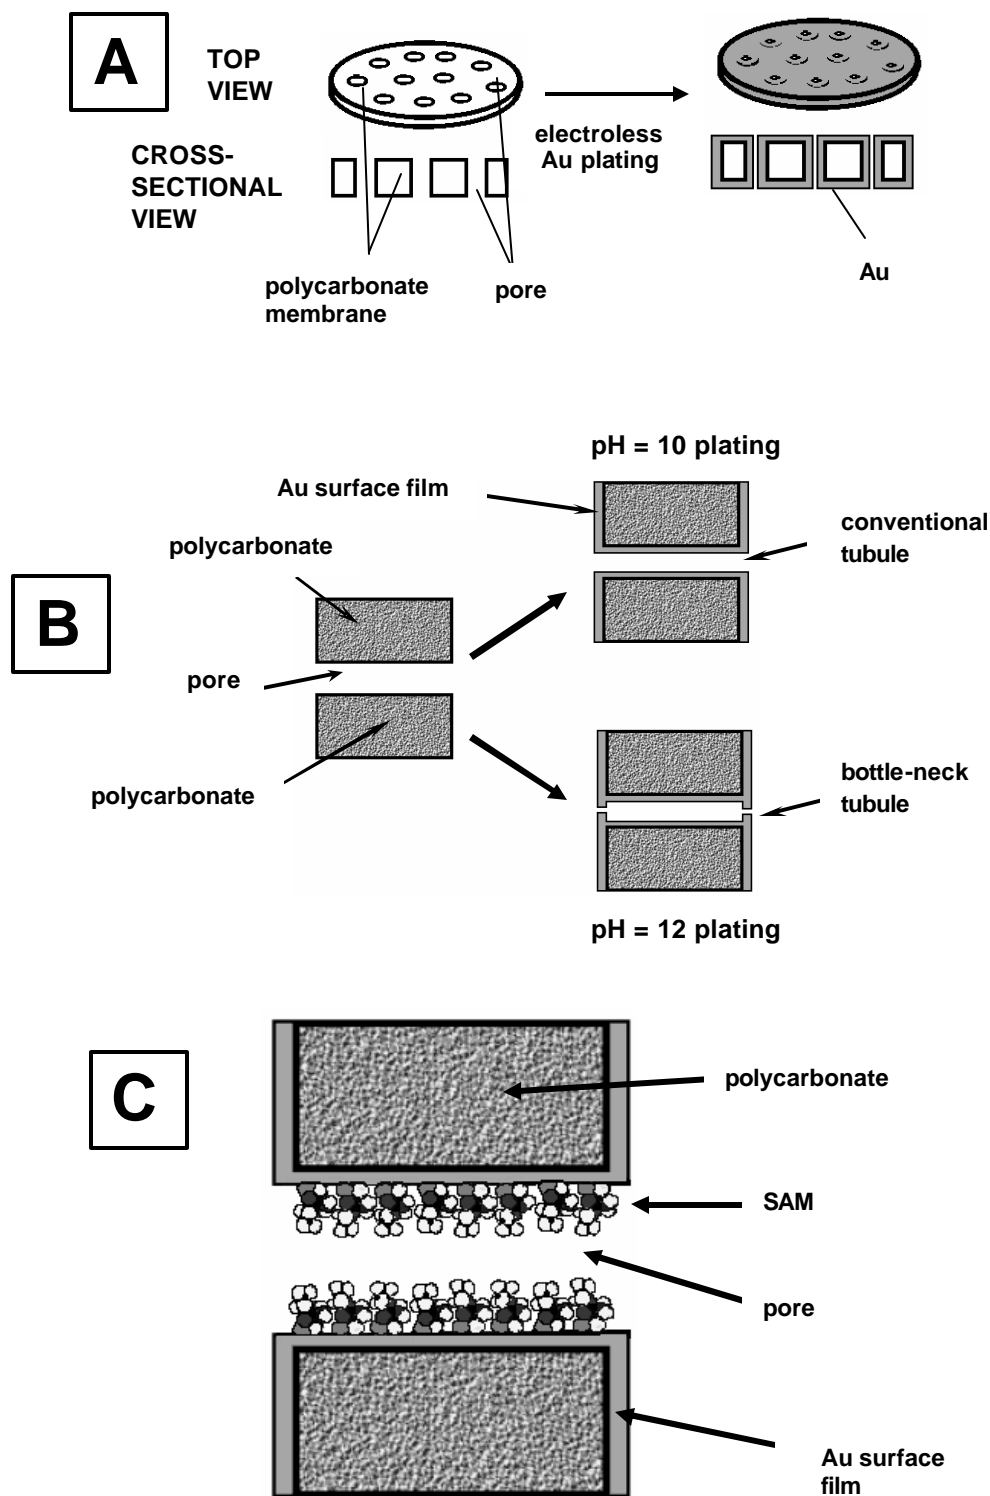 A
TOP
VIEW
CROSS-
SECTIONAL
VIEW
electroless
Au plating
polycarbonate
membrane
pore
Au
B
pH = 10 plating
Au surface film
polycarbonate
conventional
tubule
pore
polycarbonate
bottle-neck
tubule
pH = 12 plating
C
polycarbonate
SAM
pore
Au surface
film